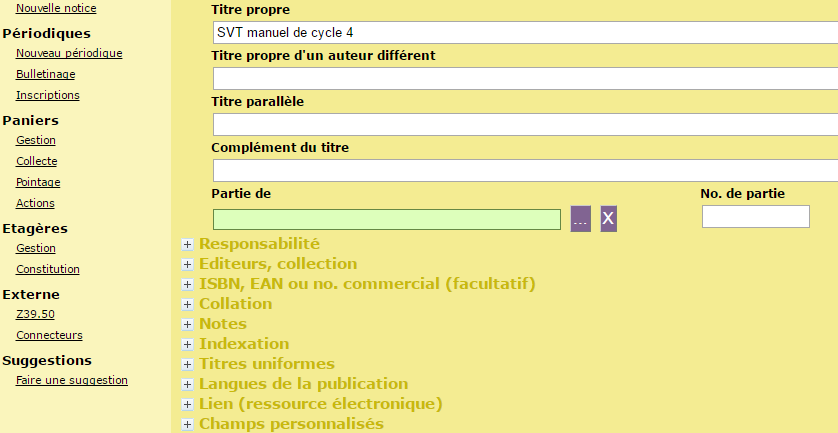 Nouvelle notice
Périodiques
Nouveau périodique
Bulletinage
Inscriptions
Paniers
Gestion
Collecte
Pointage
Actions
Etagères
Gestion
Constitution
Externe
Z39.50
Connecteurs
Suggestions
Faire une suggestion
Titre propre
SVT manuel de cycle 4
Titre propre d'un auteur différent
Titre parallèle
Complément du titre
Partie de
No. de partie
... X
Responsabilité
Editeurs, collection
ISBN, EAN ou no. commercial (facultatif)
Collation
Notes
Indexation
Titres uniformes
Langues de la publication
Lien (ressource électronique)
Champs personnalisés